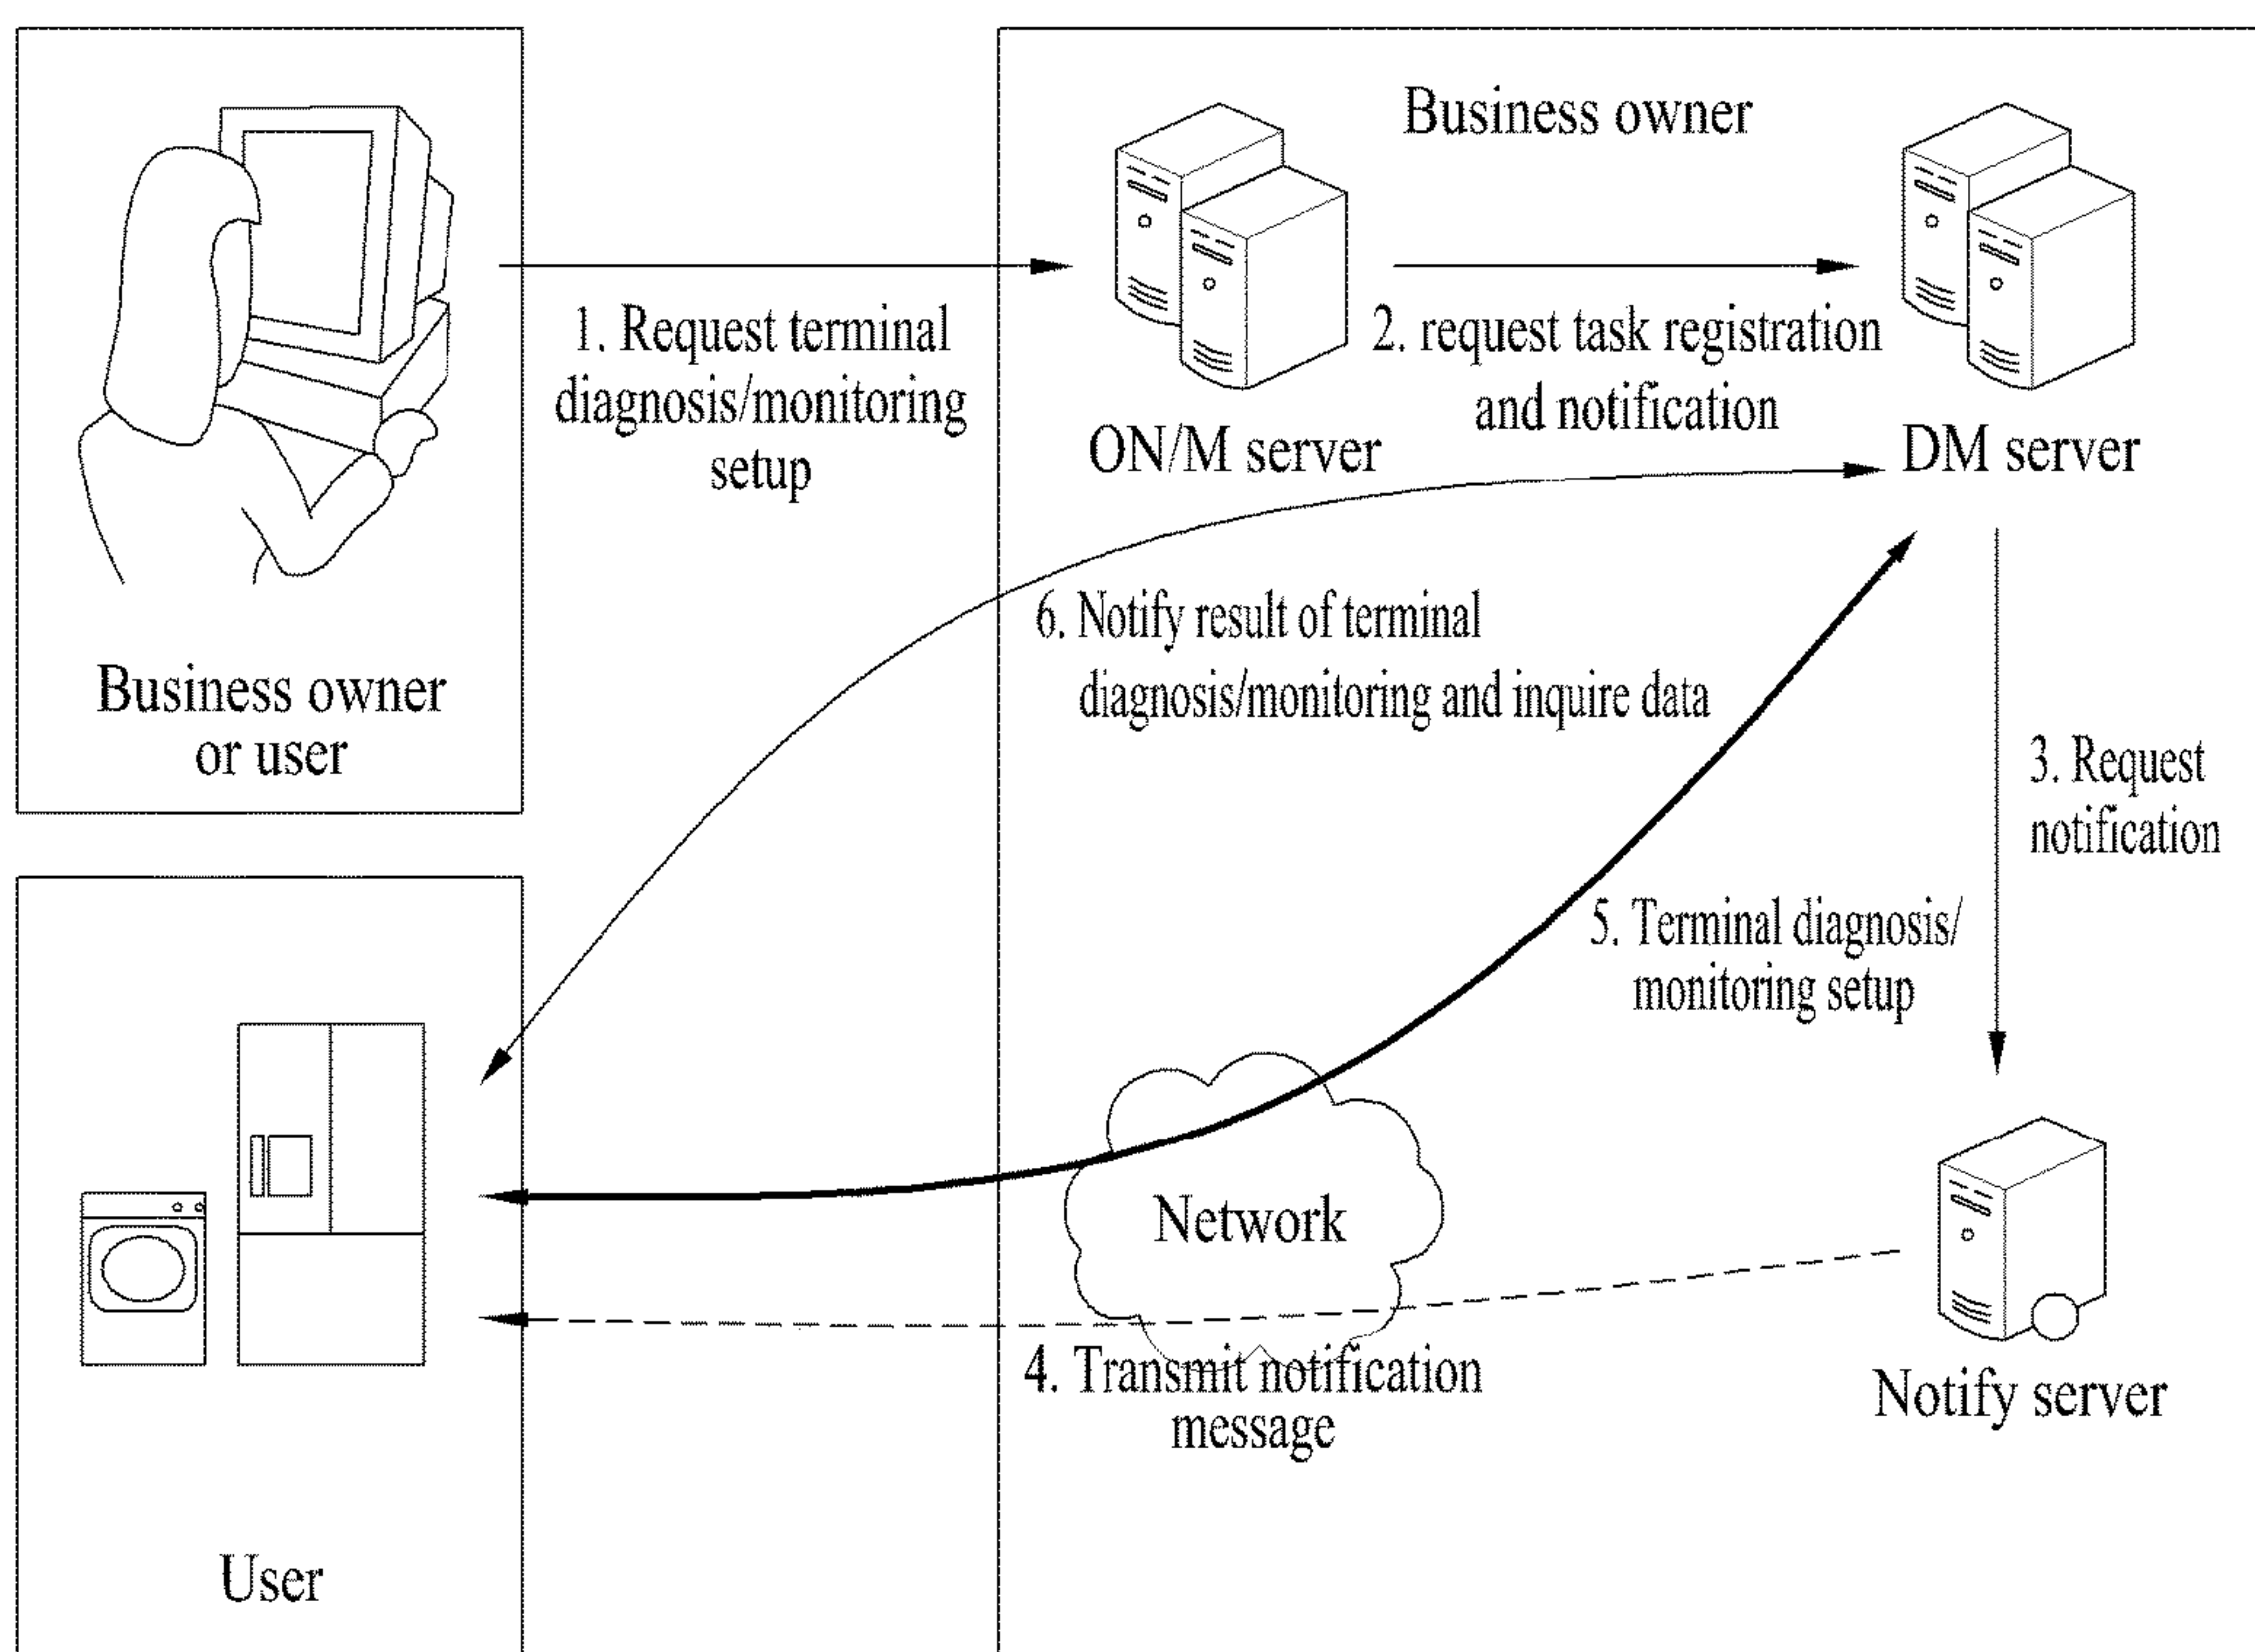 Business owner
1. Request terminal
diagnosis/monitoring
setup
2. request task registration
and notification
ON/M server
DM server
6. Notify result of terminal
diagnosis/monitoring and inquire data
Business owner
or user
3. Request
notification
5. Terminal diagnosis/
monitoring setup
Network
4. Transmit notification
message
Notify server
User